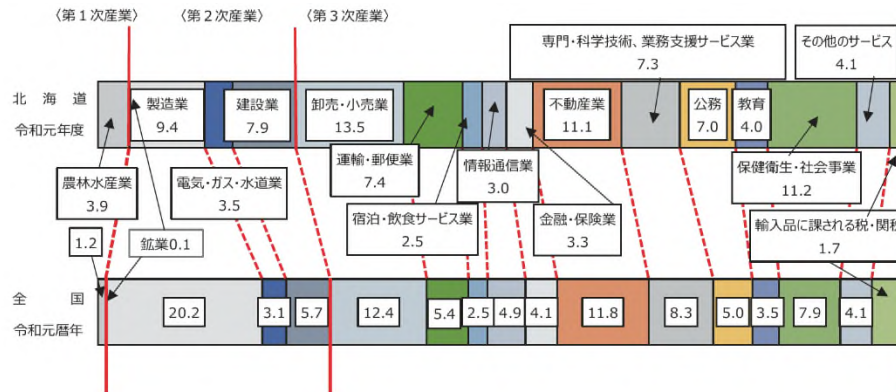 〈第１次産業〉
〈第２次産業〉
〈第３次産業〉
専門・科学技術、業務支援サービス業
7.3
その他のサービス
4.1
北海道
令和元年度
製造業
9.4
建設業
7.9
卸売・小売業
13.5
不動産業
11.1
公務
7.0
教育
4.0
農林水産業
3.9
電気・ガス・水道業
3.5
運輸・郵便業
7.4
情報通信業
3.0
保健衛生・社会事業
11.2
宿泊・飲食サービス業
2.5
金融・保険業
3.3
輸入品に課される税・関税
1.7
1.2
鉱業0.1
全国
令和元暦年
20.2
3.1
5.7
12.4
5.4
2.5
4.9
4.1
11.8
8.3
5.0
3.5
7.9
4.1